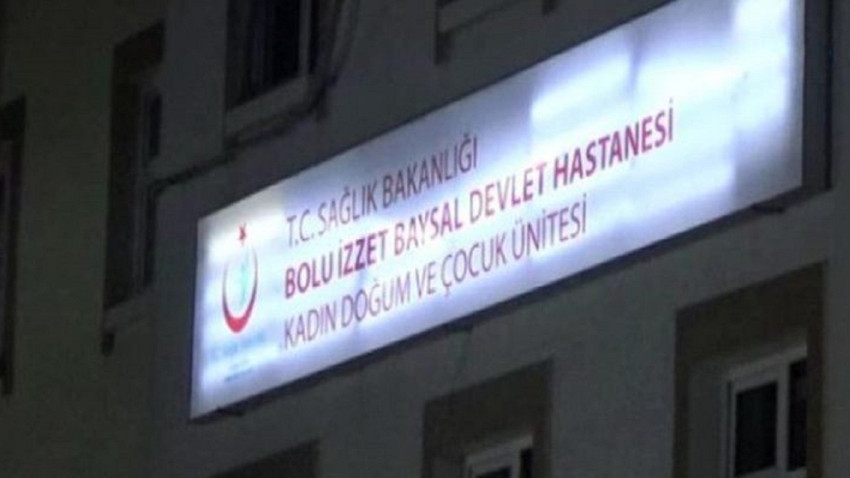 T.C. SAĞLIK BAKANLIĞI
BOLU İZZET BAYSAL DEVLET HASTANESİ
KADIN DOĞUM VE ÇOCUK ÜNİTESİ